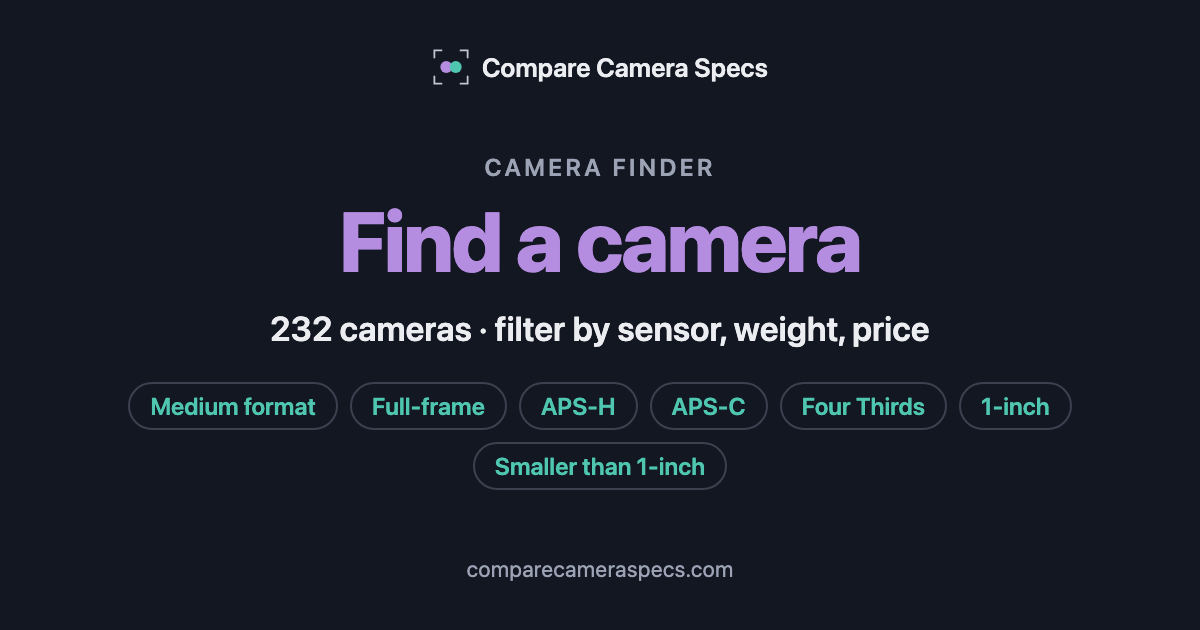 Compare Camera Specs
CAMERA FINDER
Find a camera
232 cameras · filter by sensor, weight, price
Medium format Full-frame APS-H APS-C Four Thirds 1-inch
Smaller than 1-inch
comparecameraspecs.com